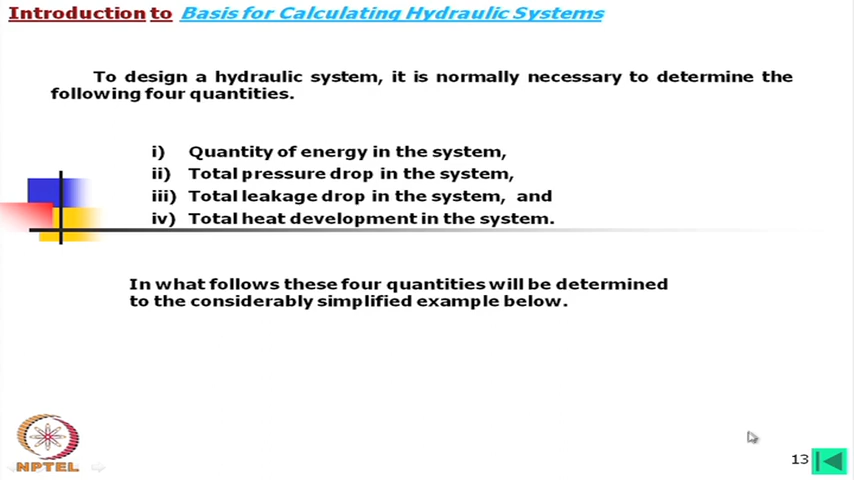 Introduction to Basis for Calculating Hydraulic Systems
To design a hydraulic system, it is normally necessary to determine the
following four quantities.
i) Quantity of energy in the system,
ii) Total pressure drop in the system,
iii) Total leakage drop in the system, and
iv) Total heat development in the system.
In what follows these four quantities will be determined
to the considerably simplified example below.
NPTEL
13